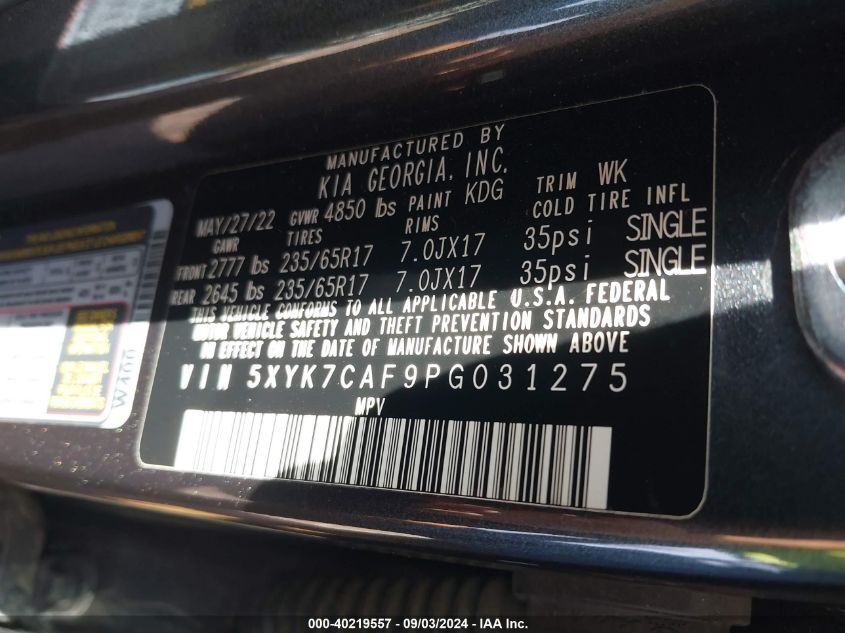 MANUFACTURED BY
KIA GEORGIA, INC.
MAY/27/22 GVWR 4850 lbs PAINT KDG TRIM WK
GAWR TIRES RIMS COLD TIRE INFL
FRONT 2777 lbs 235/65R17 7.0JX17 35psi SINGLE
REAR 2645 lbs 235/65R17 7.0JX17 35psi SINGLE
THIS VEHICLE CONFORMS TO ALL APPLICABLE U.S.A. FEDERAL
MOTOR VEHICLE SAFETY AND THEFT PREVENTION STANDARDS
IN EFFECT ON THE DATE OF MANUFACTURE SHOWN ABOVE
VIN 5XYK7CAF9PG031275
MPV
W400
000-40219557 - 09/03/2024 - IAA Inc.